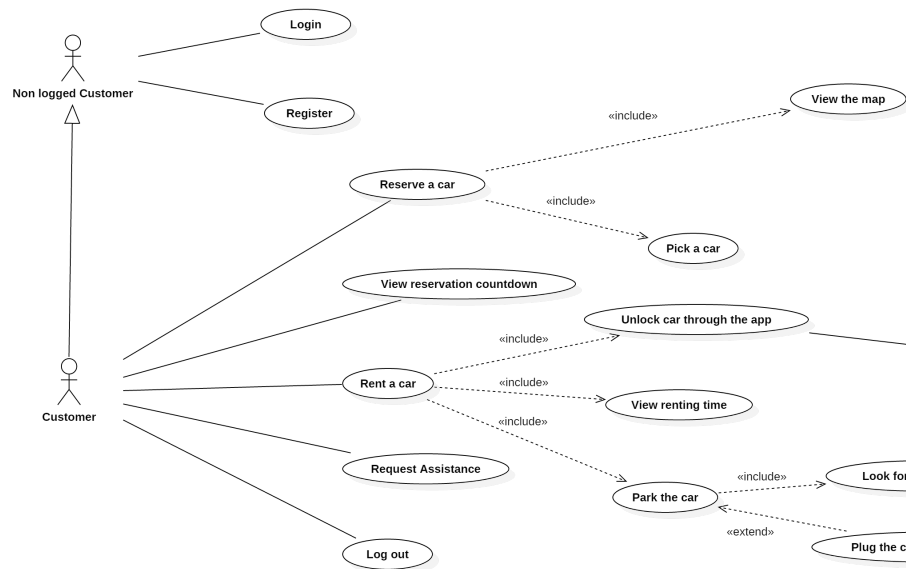 Login
Non logged Customer
Register
View the map
«include»
Reserve a car
«include»
Pick a car
View reservation countdown
Unlock car through the app
«include»
Rent a car
«include»
View renting time
Customer
«include»
Request Assistance
«include»
Look for
Park the car
«extend»
Plug the c
Log out